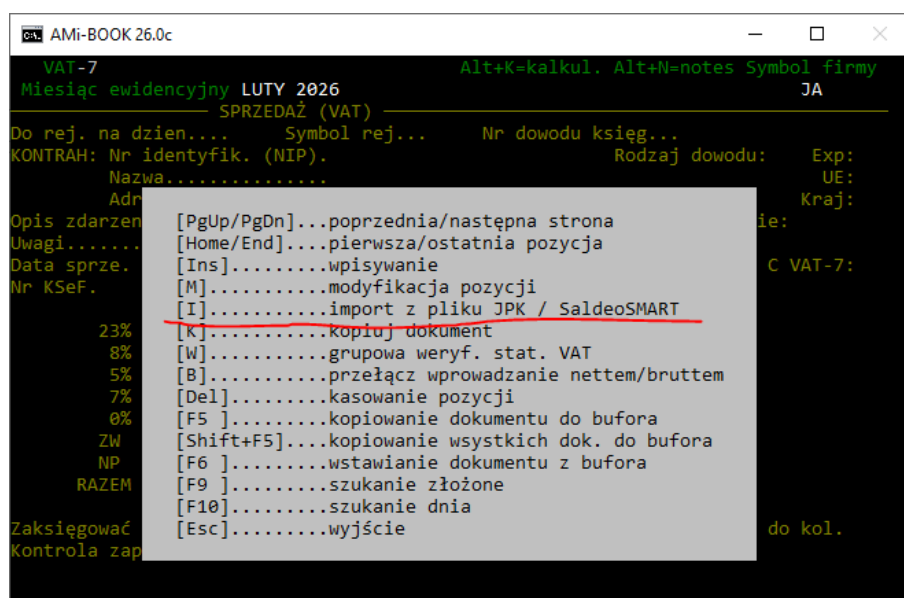 AMi-BOOK 26.0c
VAT-7 Alt+K=kalkul. Alt+N=notes Symbol firmy
Miesiąc ewidencyjny LUTY 2026 JA
SPRZEDAŻ (VAT)
Do rej. na dzien.... Symbol rej... Nr dowodu księg...
KONTRAH: Nr identyfik. (NIP). Rodzaj dowodu: Exp:
Nazwa............... UE:
Adr Kraj:
Opis zdarzen ie:
Uwagi.......
Data sprze. C VAT-7:
Nr KSeF.
23%
8%
5%
7%
0%
ZW
NP
RAZEM
Zaksięgować do kol.
Kontrola zap
[PgUp/PgDn]...poprzednia/następna strona
[Home/End]....pierwsza/ostatnia pozycja
[Ins].........wpisywanie
[M]...........modyfikacja pozycji
[I]...........import z pliku JPK / SaldeoSMART
[K]...........kopiuj dokument
[W]...........grupowa weryf. stat. VAT
[B]...........przełącz wprowadzanie nettem/bruttem
[Del].........kasowanie pozycji
[F5 ].........kopiowanie dokumentu do bufora
[Shift+F5]....kopiowanie wsystkich dok. do bufora
[F6 ].........wstawianie dokumentu z bufora
[F9 ].........szukanie złożone
[F10].........szukanie dnia
[Esc].........wyjście